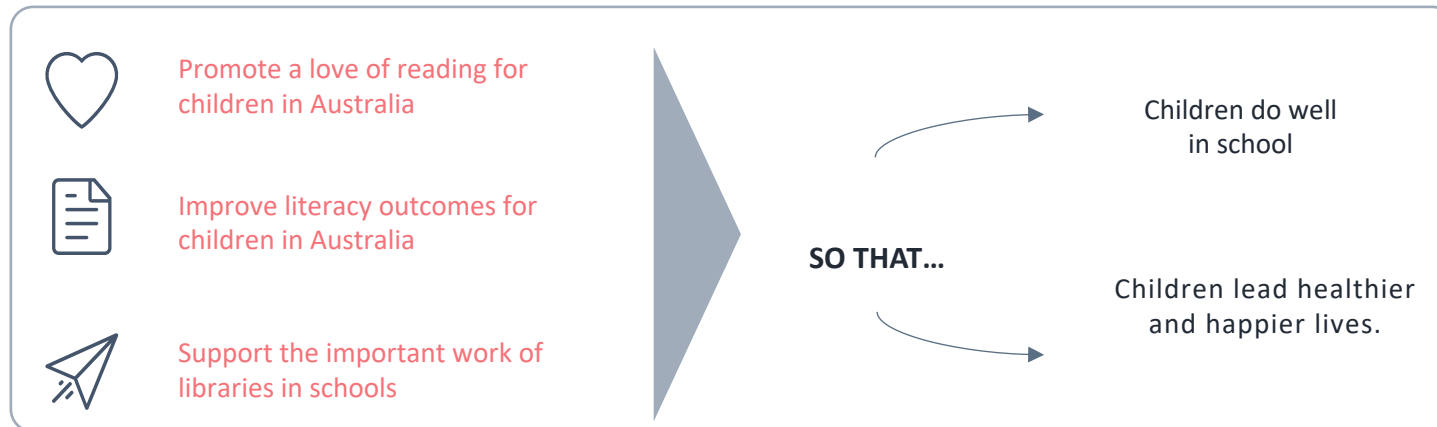 Promote a love of reading for
children in Australia
Improve literacy outcomes for
children in Australia
Support the important work of
libraries in schools
SO THAT...
Children do well
in school
Children lead healthier
and happier lives.